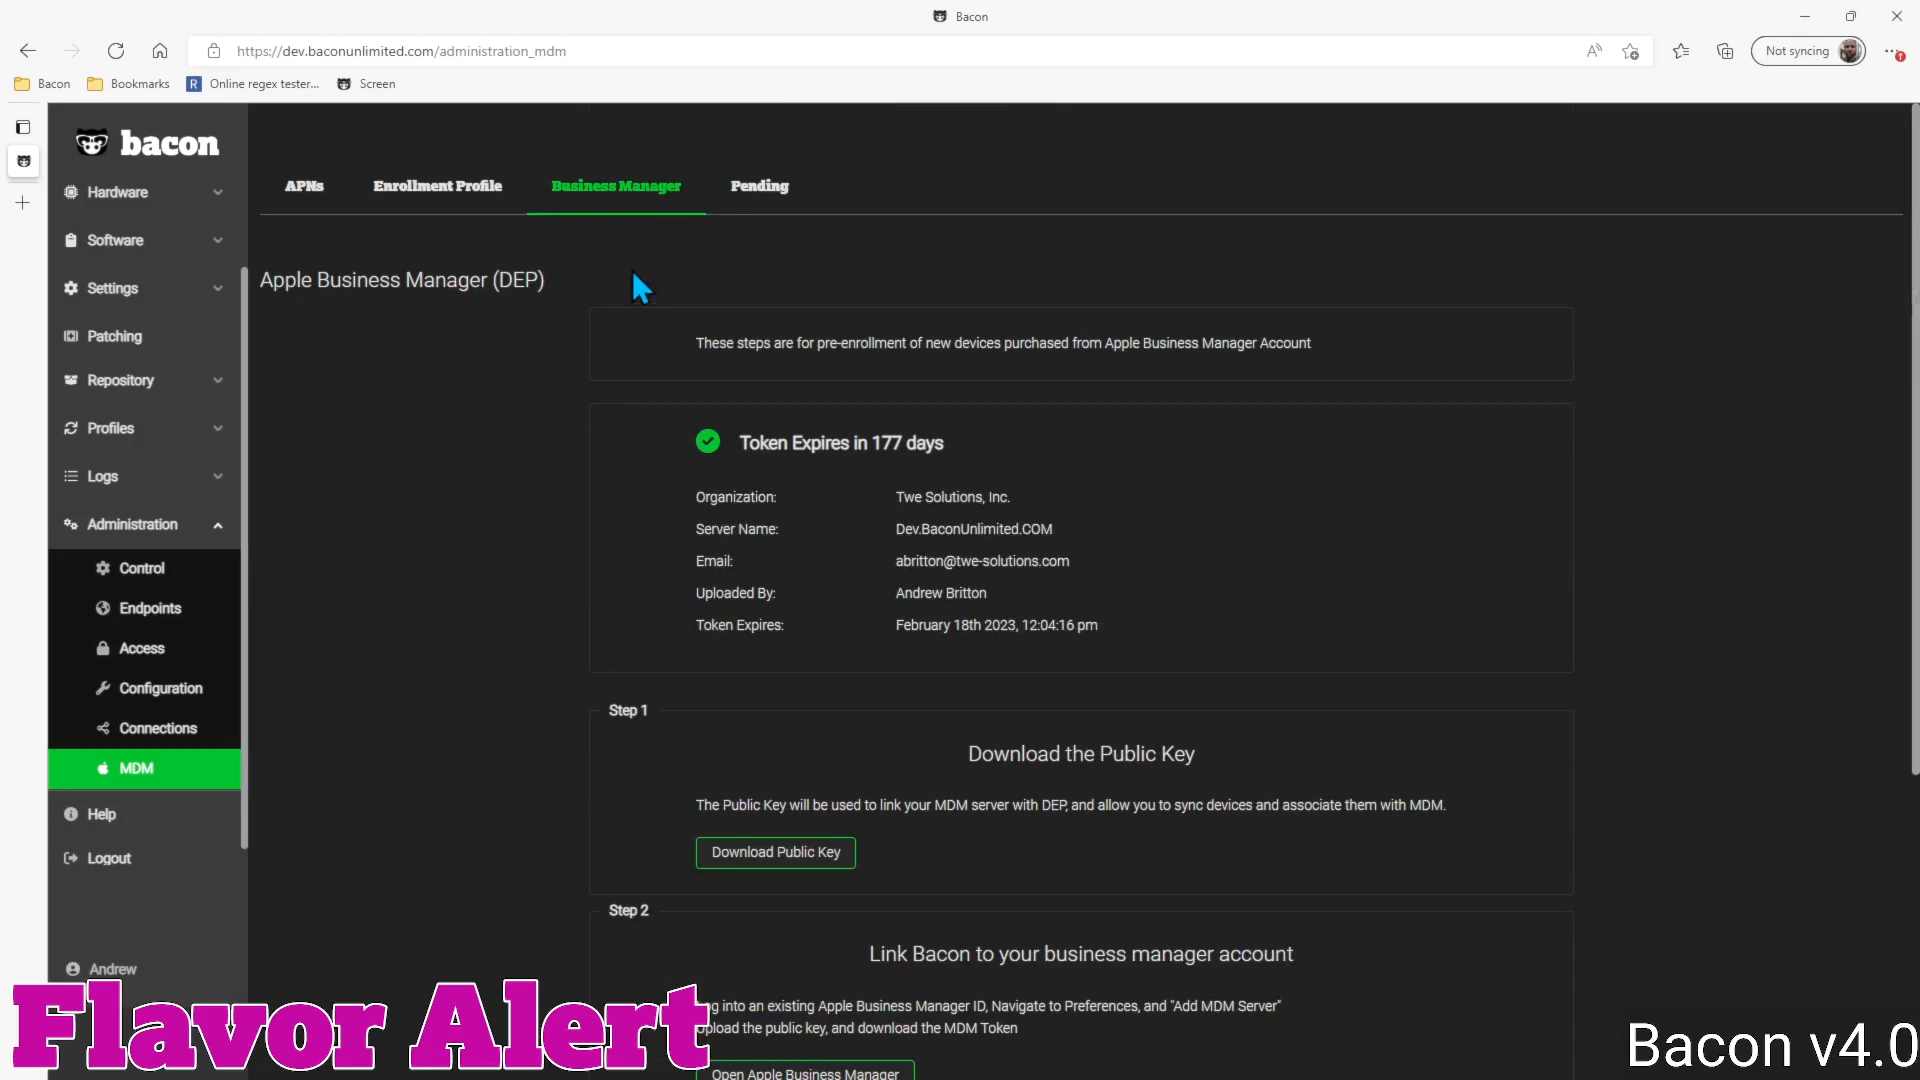 Bacon
https://dev.baconunlimited.com/administration_mdm
Not syncing
Bacon
Bookmarks
R
Online regex tester...
Screen
bacon
Hardware
Software
Settings
Patching
Repository
Profiles
Logs
Administration
Control
Endpoints
Access
Configuration
Connections
MDM
Help
Logout
Andrew
APNs
Enrollment Profile
Business Manager
Pending
Apple Business Manager (DEP)
These steps are for pre-enrollment of new devices purchased from Apple Business Manager Account
Token Expires in 177 days
Organization: Twe Solutions, Inc.
Server Name: Dev.BaconUnlimited.COM
Email: abritton@twe-solutions.com
Uploaded By: Andrew Britton
Token Expires: February 18th 2023, 12:04:16 pm
Step 1
Download the Public Key
The Public Key will be used to link your MDM server with DEP, and allow you to sync devices and associate them with MDM.
Download Public Key
Step 2
Link Bacon to your business manager account
into an existing Apple Business Manager ID, Navigate to Preferences, and "Add MDM Server"
the public key, and download the MDM Token
Open Apple Business Manager
Flavor Alert
Bacon v4.0